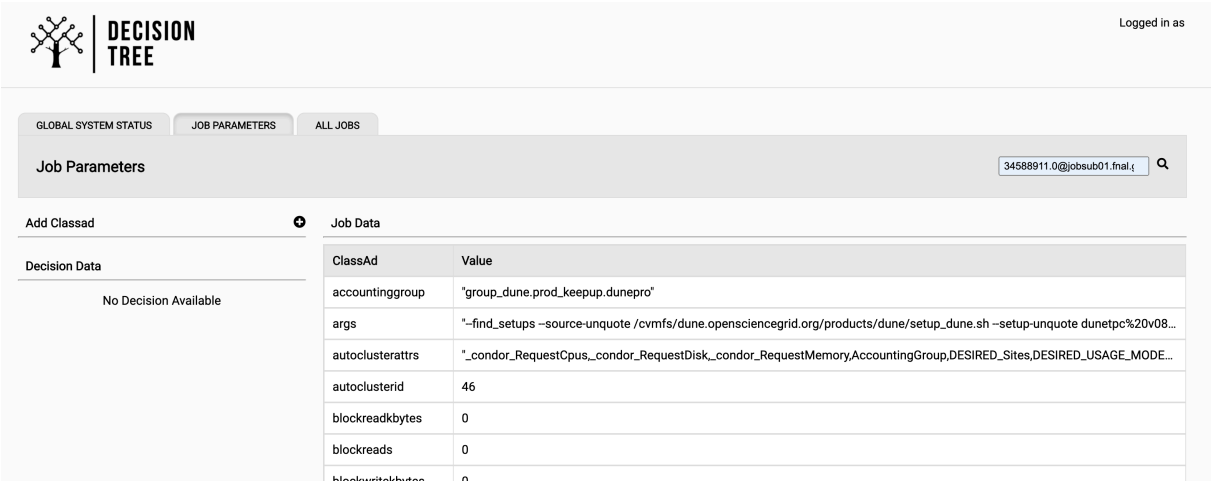 DECISION
TREE
Logged in as
GLOBAL SYSTEM STATUS JOB PARAMETERS ALL JOBS
Job Parameters 34588911.0@jobsub01.fnal.
Add Classad
Decision Data
No Decision Available
Job Data
ClassAd Value
accountinggroup "group_dune.prod_keepup.dunepro"
args "--find_setups --source-unquote /cvmfs/dune.opensciencegrid.org/products/dune/setup_dune.sh --setup-unquote dunetpc%20v08...
autoclusterattrs "_condor_RequestCpus,_condor_RequestDisk,_condor_RequestMemory,AccountingGroup,DESIRED_Sites,DESIRED_USAGE_MODE...
autoclusterid 46
blockreadkbytes 0
blockreads 0
blockwritekbytes 0